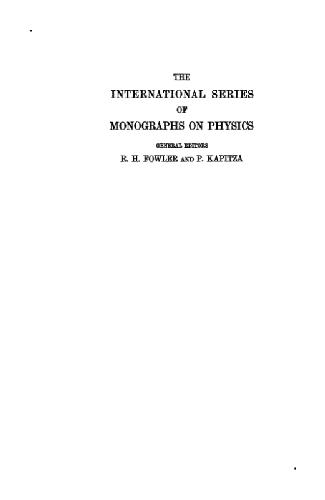 THE
INTERNATIONAL SERIES
OF
MONOGRAPHS ON PHYSICS
GENERAL EDITORS
R. H. FOWLER AND P. KAPITZA